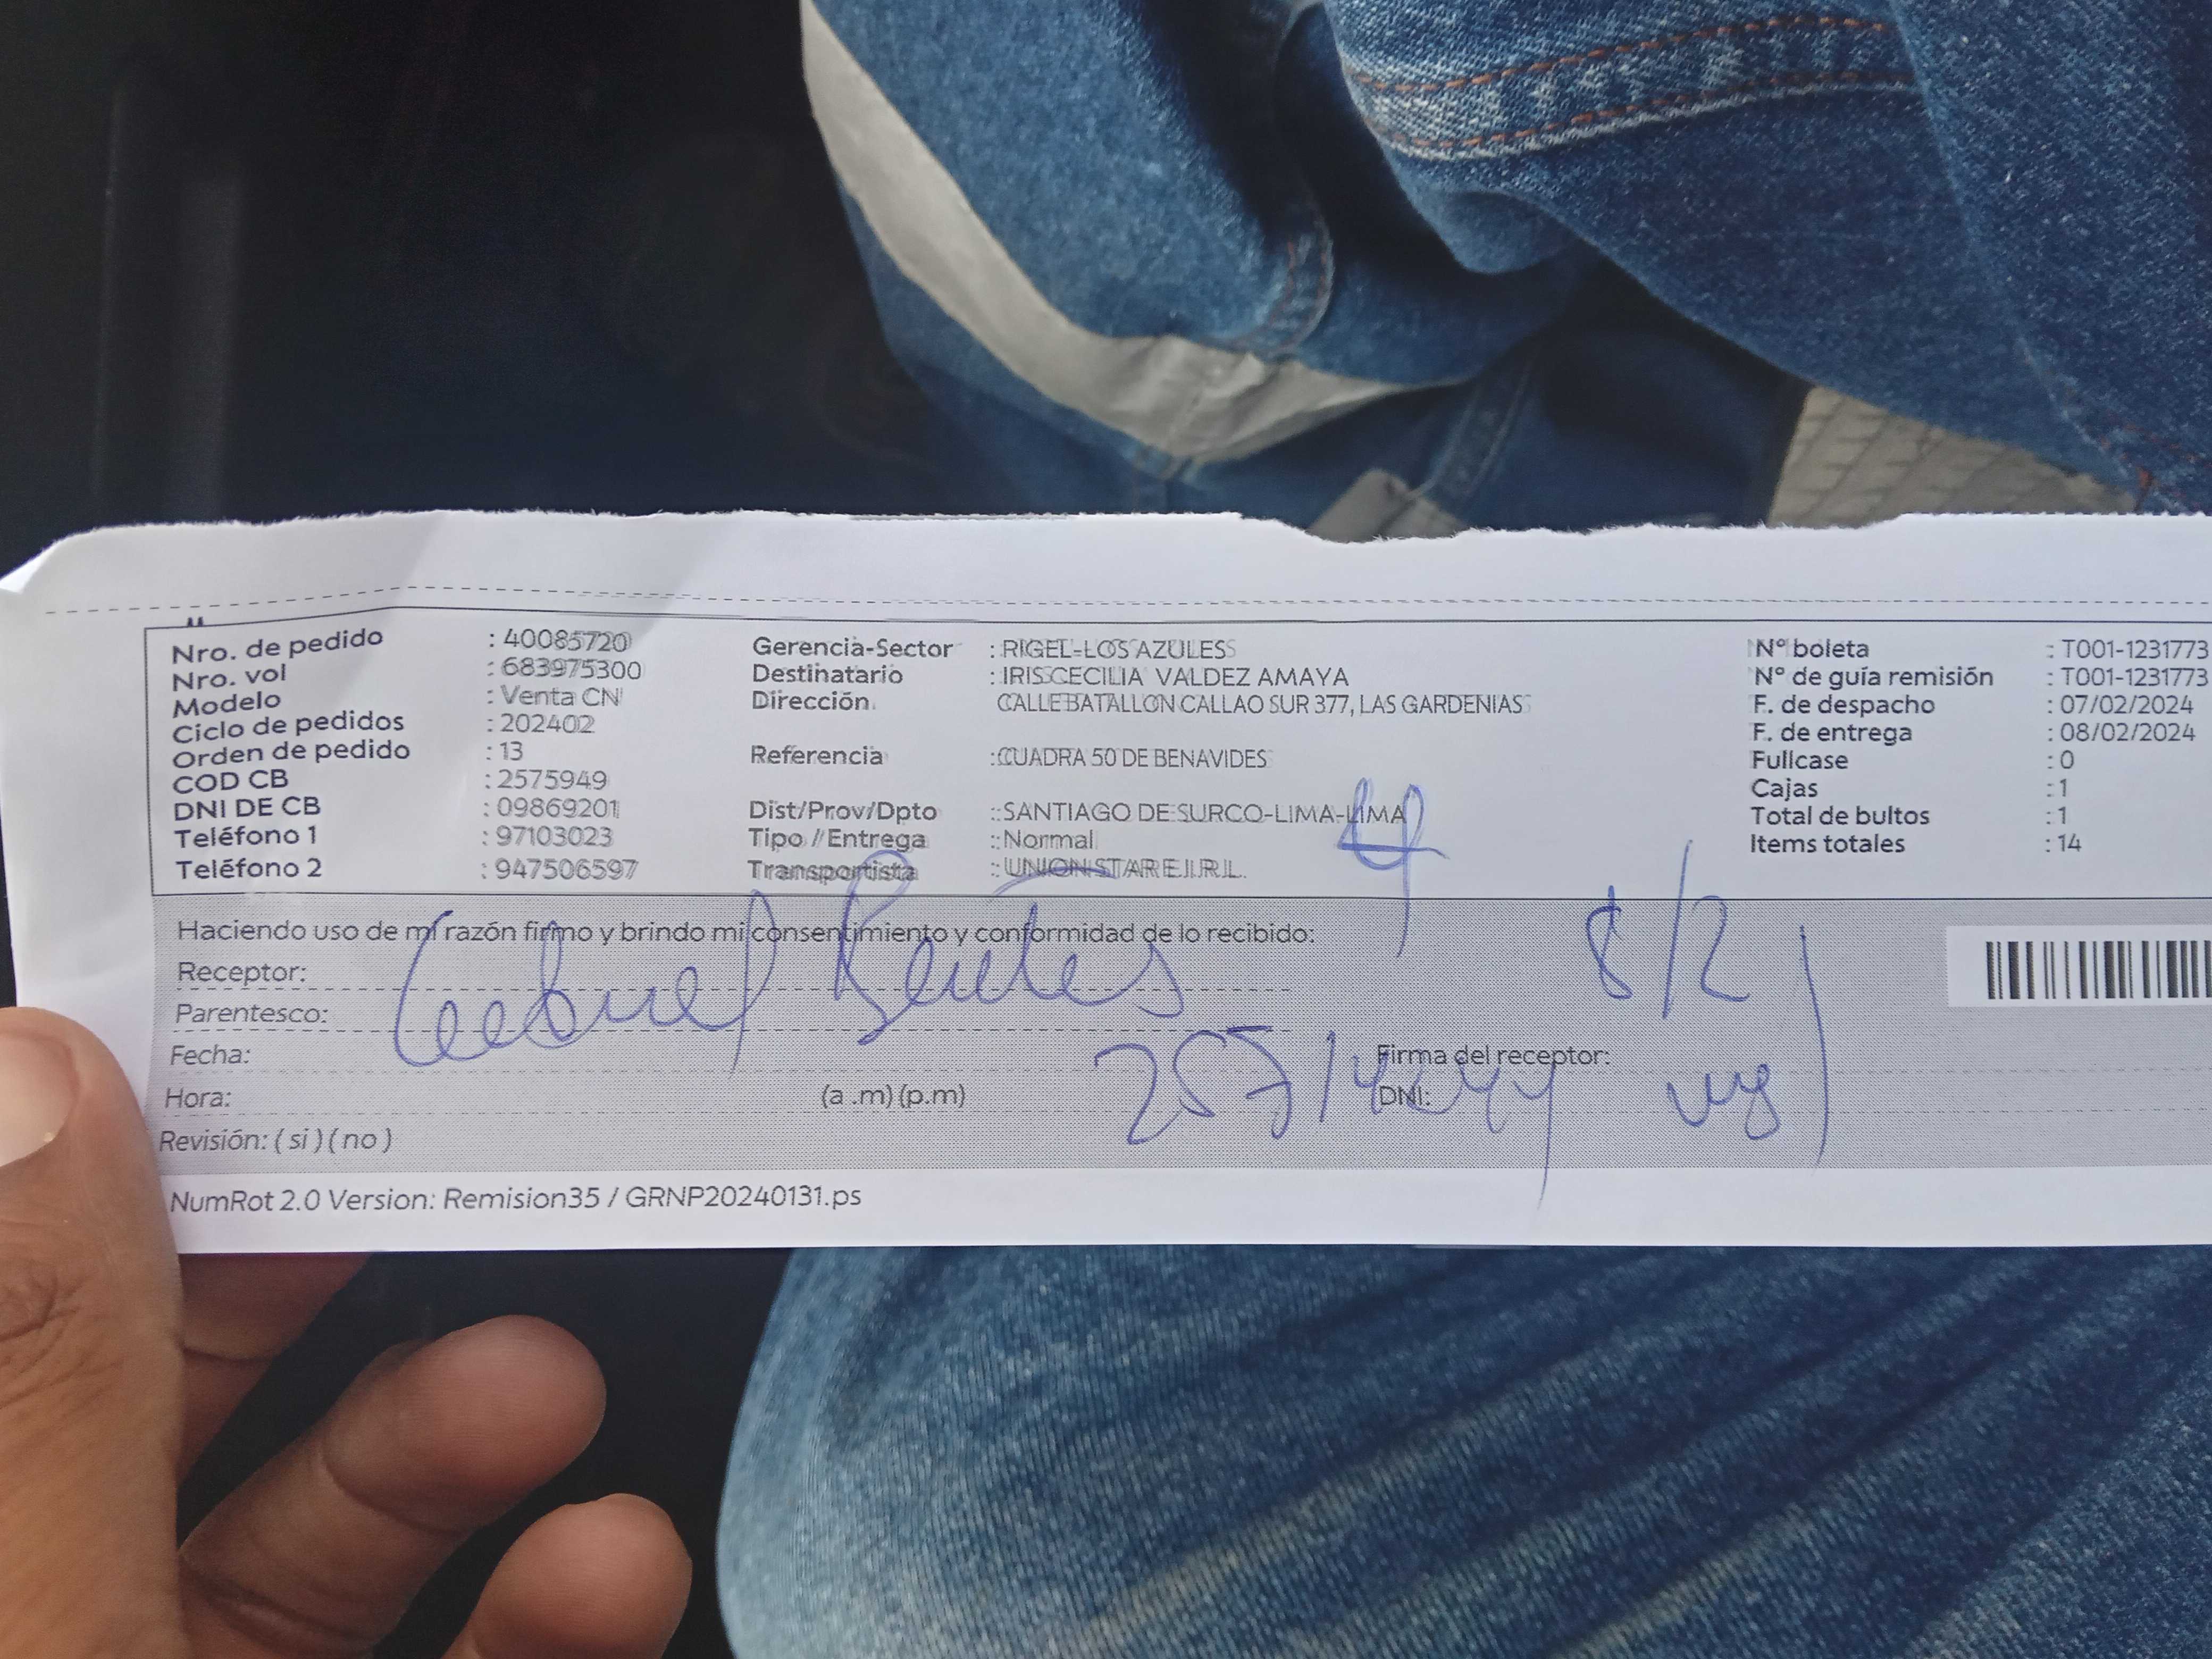 Nro. de pedido : 40085720
Nro. vol : 683975300
Modelo : Venta CN
Ciclo de pedidos : 202402
Orden de pedido : 13
COD CB : 2575949
DNI DE CB : 09869201
Teléfono 1 : 97103023
Teléfono 2 : 947506597
Gerencia-Sector : RIGEL-LOS AZULES
Destinatario : IRIS CECILIA VALDEZ AMAYA
Dirección CALLE BATALLON CALLAO SUR 377, LAS GARDENIAS
Referencia : CUADRA 50 DE BENAVIDES
Dist/Prov/Dpto : SANTIAGO DE SURCO-LIMA-LIMA
Tipo / Entrega : Normal
Transportista : UNION STAR E.I.R.L.
N° boleta : T001-1231773
N° de guía remisión : T001-1231773
F. de despacho : 07/02/2024
F. de entrega : 08/02/2024
Fullcase : 0
Cajas : 1
Total de bultos : 1
Items totales : 14
Haciendo uso de mi razón firmo y brindo mi consentimiento y conformidad de lo recibido:
8/2
Receptor:
Parentesco:
Fecha:
Firma del receptor:
Hora: (a .m) (p.m)
DNI:
Revisión: ( si ) ( no )
NumRot 2.0 Version: Remision35 / GRNP20240131.ps